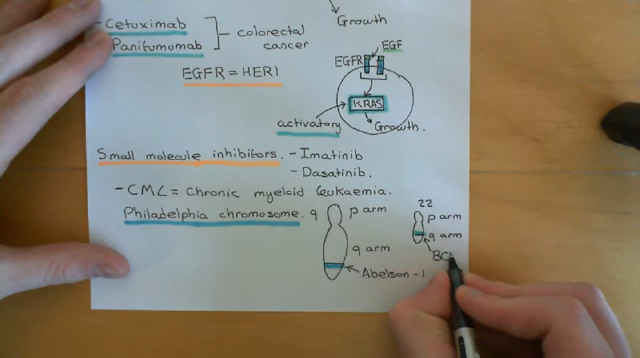 - Cetuximab
Panitumumab
colorectal
cancer
Growth
EGFR = HER1
EGF
EGFR
KRAS
activatory
Growth.
Small molecule inhibitors. - Imatinib
- Dasatinib.
- CML = Chronic myeloid leukaemia.
Philadelphia chromosome.
9
p arm
q arm
Abelson-1
22
p arm
q arm
BC